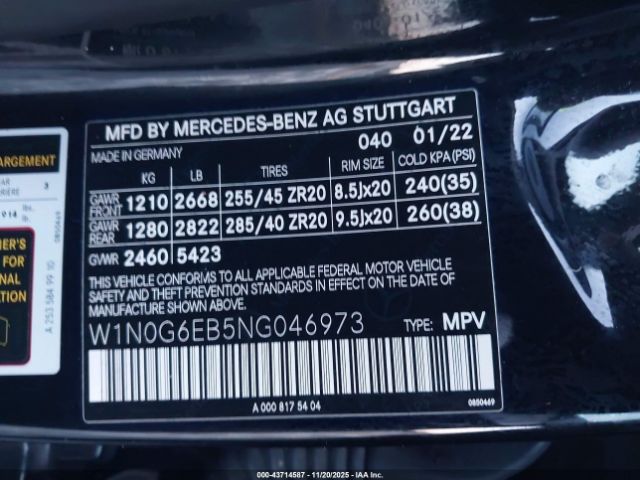 MFD BY MERCEDES-BENZ AG STUTTGART
MADE IN GERMANY 040 01/22
KG LB TIRES RIM SIZE COLD KPA (PSI)
GAWR FRONT 1210 2668 255/45 ZR20 8.5Jx20 240(35)
GAWR REAR 1280 2822 285/40 ZR20 9.5Jx20 260(38)
GVWR 2460 5423
THIS VEHICLE CONFORMS TO ALL APPLICABLE FEDERAL MOTOR VEHICLE
SAFETY AND THEFT PREVENTION STANDARDS IN EFFECT ON THE DATE OF
MANUFACTURE SHOWN ABOVE.
W1N0G6EB5NG046973 TYPE: MPV
A 000 817 54 04 0850469
ARGEMENT
3
lbs.
0850469
FOR
A 253 584 99 10
000-43714587 - 11/20/2025 - IAA Inc.